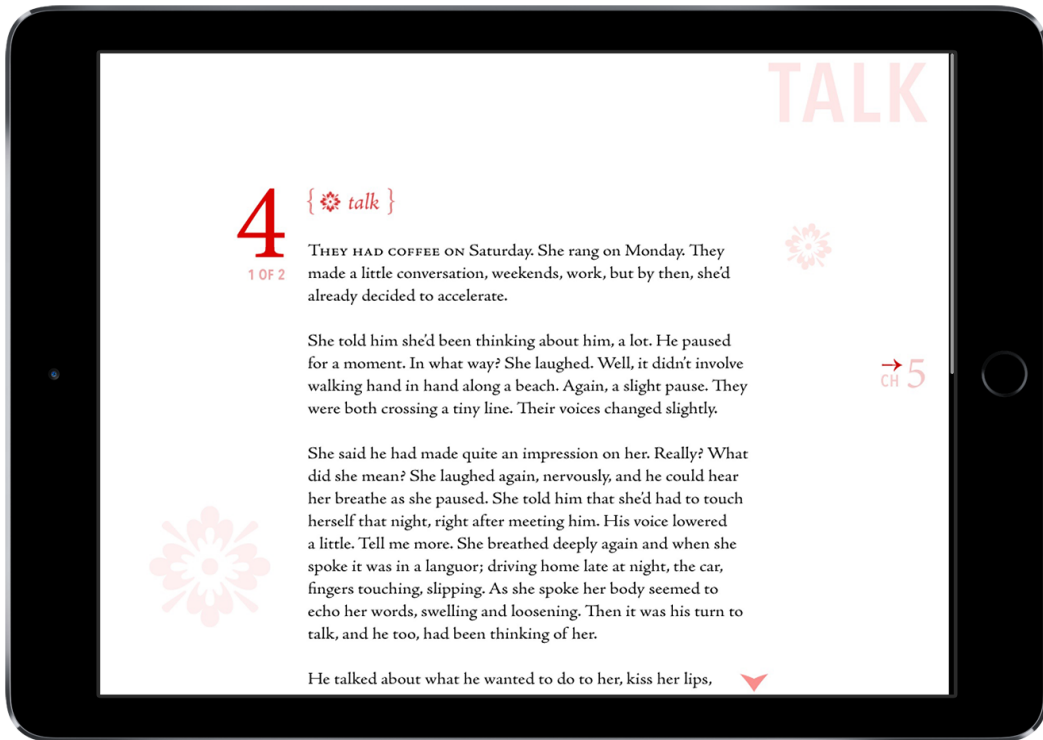 TALK
4
{ talk }
1 OF 2
THEY HAD COFFEE ON Saturday. She rang on Monday. They
made a little conversation, weekends, work, but by then, she'd
already decided to accelerate.
She told him she'd been thinking about him, a lot. He paused
for a moment. In what way? She laughed. Well, it didn't involve
walking hand in hand along a beach. Again, a slight pause. They
were both crossing a tiny line. Their voices changed slightly.
→
CH 5
She said he had made quite an impression on her. Really? What
did she mean? She laughed again, nervously, and he could hear
her breathe as she paused. She told him that she'd had to touch
herself that night, right after meeting him. His voice lowered
a little. Tell me more. She breathed deeply again and when she
spoke it was in a languor; driving home late at night, the car,
fingers touching, slipping. As she spoke her body seemed to
echo her words, swelling and loosening. Then it was his turn to
talk, and he too, had been thinking of her.
He talked about what he wanted to do to her, kiss her lips,